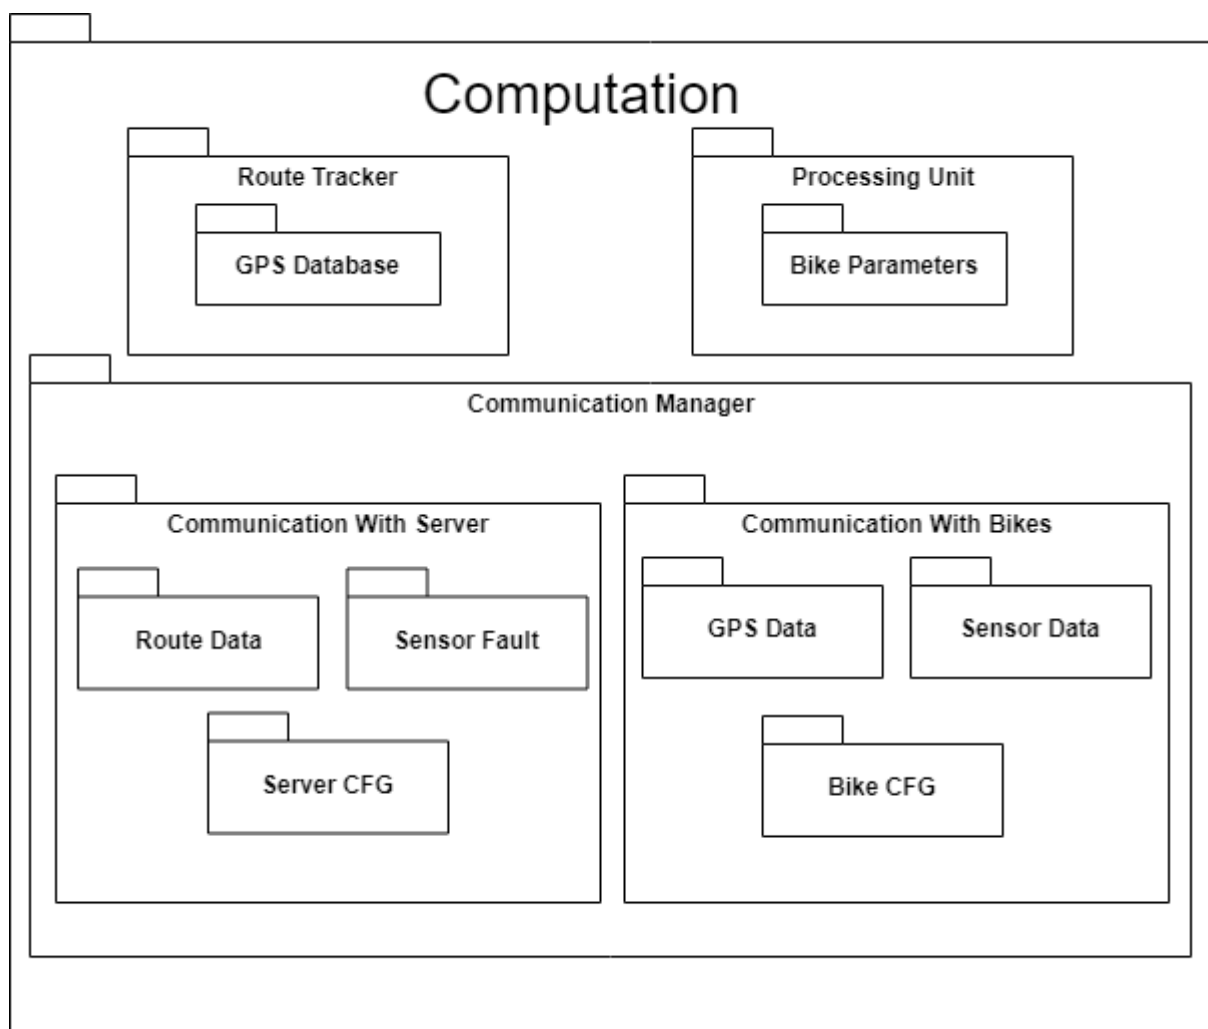 Computation
Route Tracker
Processing Unit
GPS Database
Bike Parameters
Communication Manager
Communication With Server
Communication With Bikes
Route Data
Sensor Fault
GPS Data
Sensor Data
Server CFG
Bike CFG